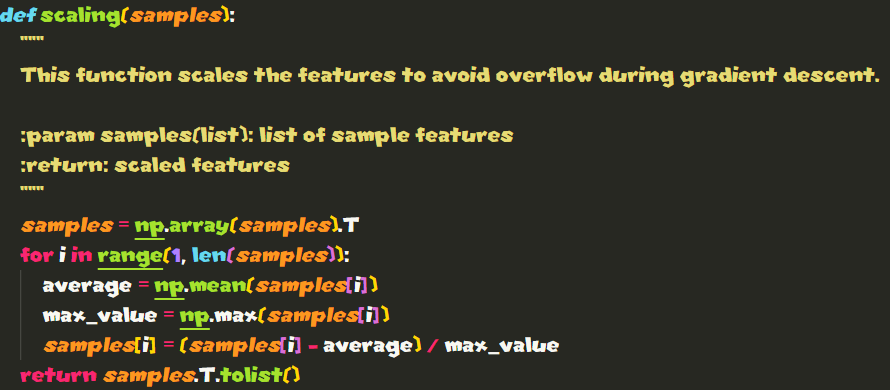 def scaling(samples):
    """
    This function scales the features to avoid overflow during gradient descent.

    :param samples(list): list of sample features
    :return: scaled features
    """
    samples = np.array(samples).T
    for i in range(1, len(samples)):
        average = np.mean(samples[i])
        max_value = np.max(samples[i])
        samples[i] = (samples[i] - average) / max_value
    return samples.T.tolist()